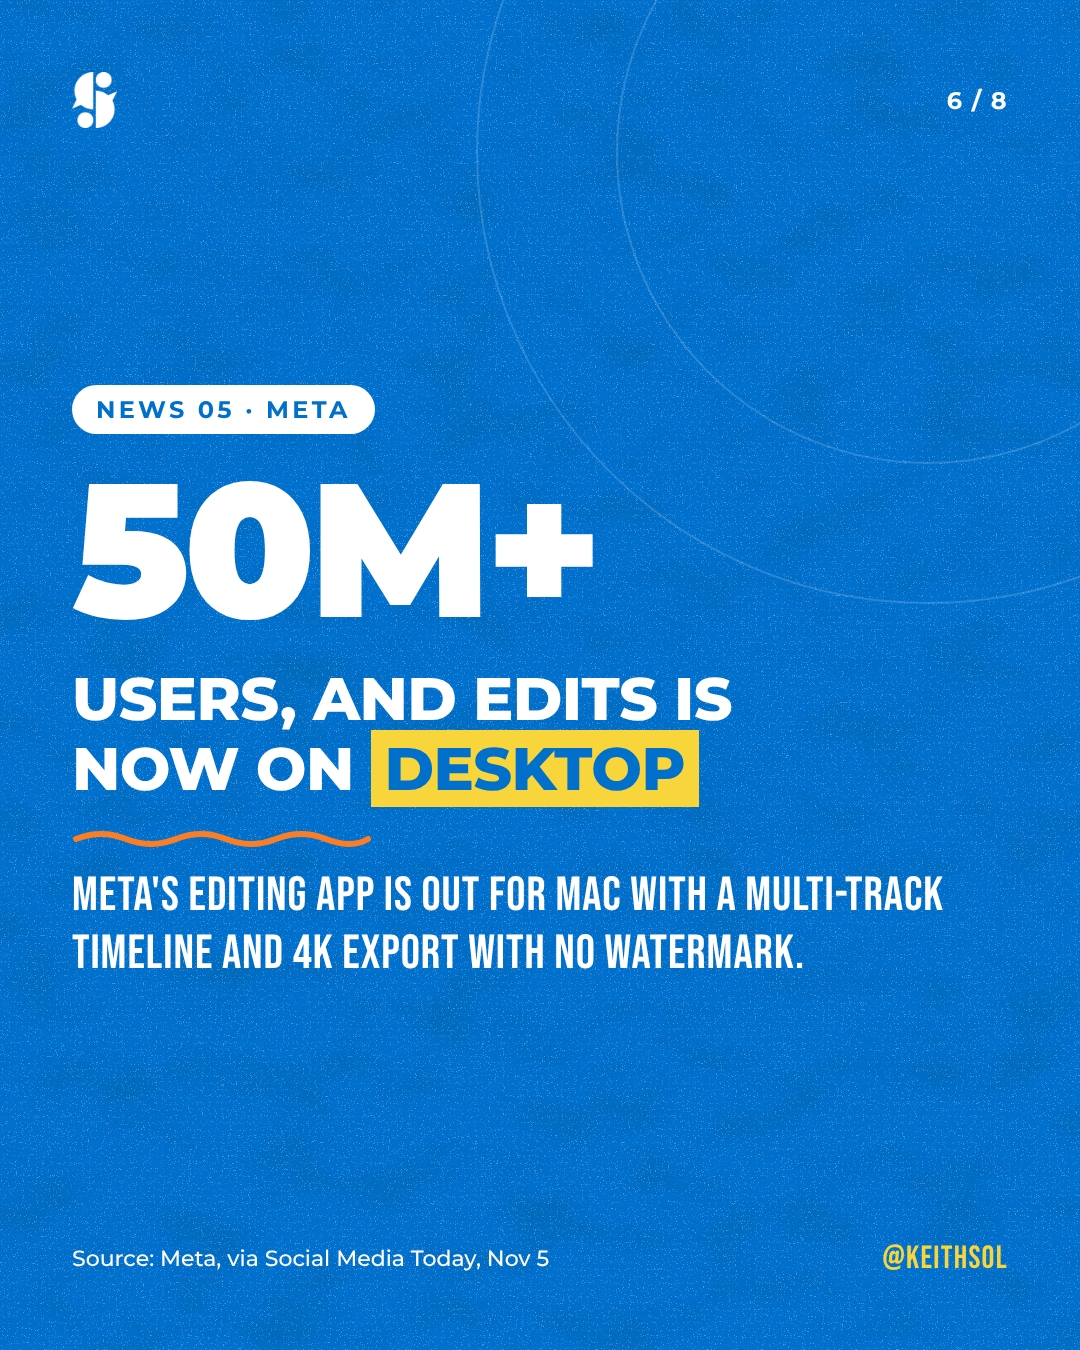 6 / 8
NEWS 05 · META
50M+
USERS, AND EDITS IS
NOW ON DESKTOP
META'S EDITING APP IS OUT FOR MAC WITH A MULTI-TRACK
TIMELINE AND 4K EXPORT WITH NO WATERMARK.
Source: Meta, via Social Media Today, Nov 5
@KEITHSOL